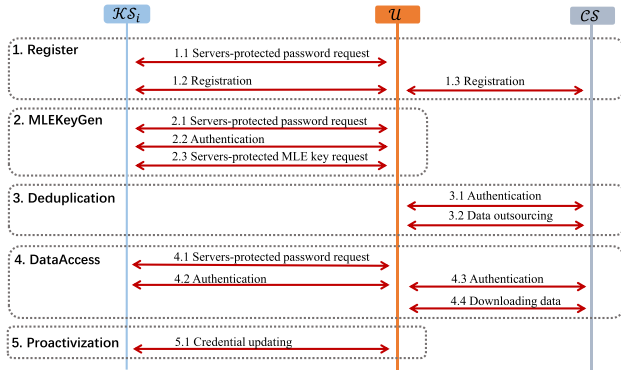 𝒦𝒮ᵢ 𝒰 𝒞𝒮
1. Register
1.1 Servers-protected password request
1.2 Registration 1.3 Registration
2. MLEKeyGen
2.1 Servers-protected password request
2.2 Authentication
2.3 Servers-protected MLE key request
3. Deduplication
3.1 Authentication
3.2 Data outsourcing
4. DataAccess
4.1 Servers-protected password request
4.2 Authentication 4.3 Authentication
4.4 Downloading data
5. Proactivization
5.1 Credential updating